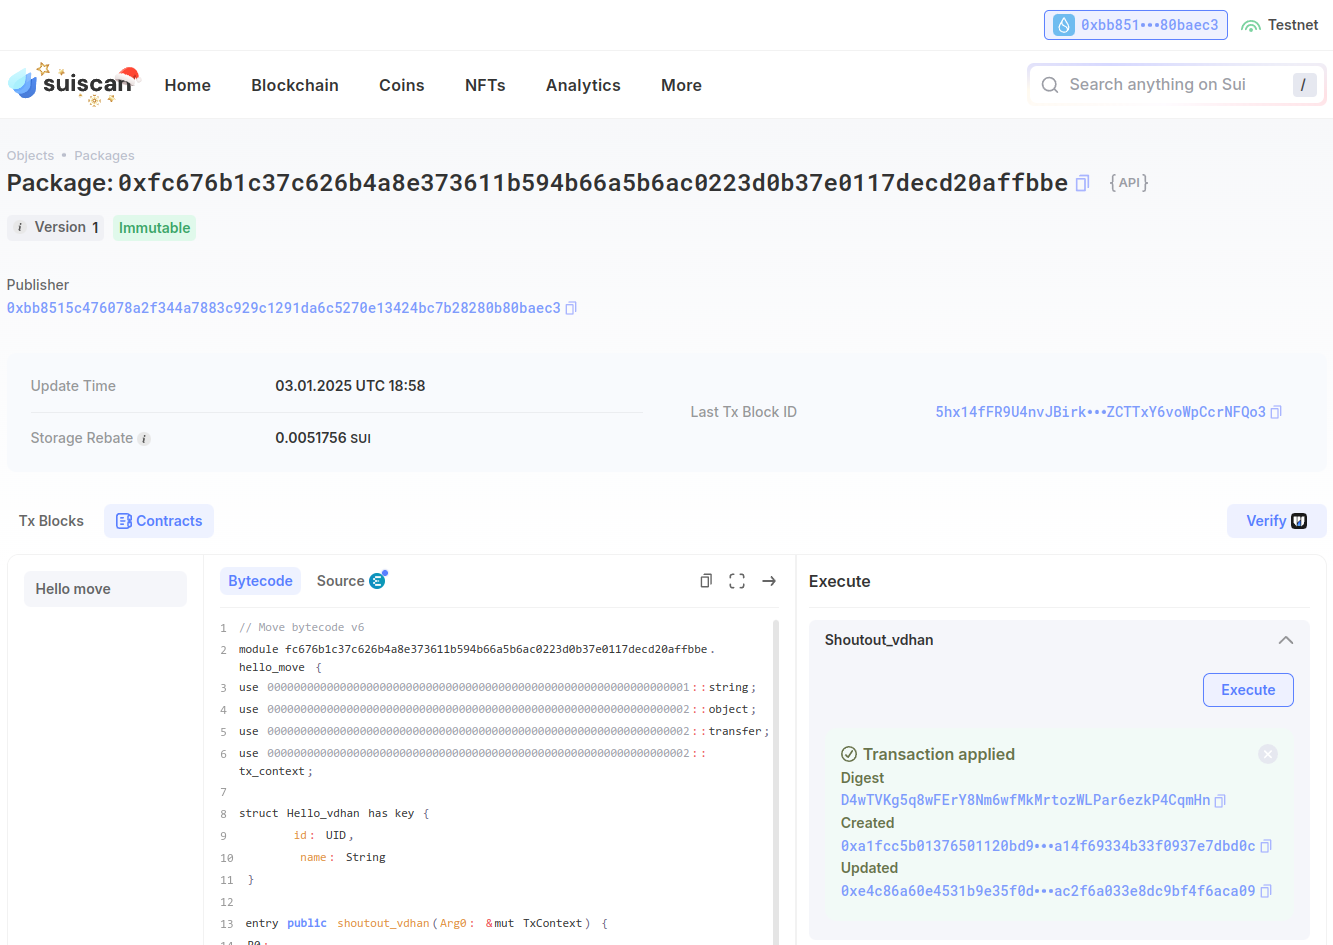 0xbb851•••80baec3
Testnet
suiscan
Home
Blockchain
Coins
NFTs
Analytics
More
Search anything on Sui
/
Objects • Packages
Package: 0xfc676b1c37c626b4a8e373611b594b66a5b6ac0223d0b37e0117decd20affbbe
{API}
i Version 1
Immutable
Publisher
0xbb8515c476078a2f344a7883c929c1291da6c5270e13424bc7b28280b80baec3
Update Time
03.01.2025 UTC 18:58
Storage Rebate i
0.0051756 SUI
Last Tx Block ID
5hx14fFR9U4nvJBirk•••ZCTTxY6voWpCcrNFQo3
Tx Blocks
Contracts
Verify
Hello move
Bytecode
Source
1 // Move bytecode v6
2 module fc676b1c37c626b4a8e373611b594b66a5b6ac0223d0b37e0117decd20affbbe.
hello_move {
3 use 0000000000000000000000000000000000000000000000000000000000000001::string;
4 use 0000000000000000000000000000000000000000000000000000000000000002::object;
5 use 0000000000000000000000000000000000000000000000000000000000000002::transfer;
6 use 0000000000000000000000000000000000000000000000000000000000000002::
tx_context;
7
8 struct Hello_vdhan has key {
9 id: UID,
10 name: String
11 }
12
13 entry public shoutout_vdhan(Arg0: &mut TxContext) {
14 B0:
Execute
Shoutout_vdhan
Execute
Transaction applied
Digest
D4wTVKg5q8wFErY8Nm6wfMkMrtozWLPar6ezkP4CqmHn
Created
0xa1fcc5b01376501120bd9•••a14f69334b33f0937e7dbd0c
Updated
0xe4c86a60e4531b9e35f0d•••ac2f6a033e8dc9bf4f6aca09